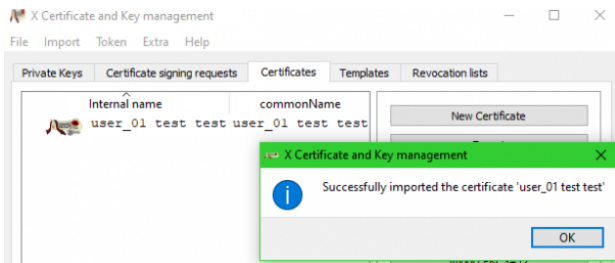 X Certificate and Key management
File Import Token Extra Help
Private Keys Certificate signing requests Certificates Templates Revocation lists
Internal name commonName
user_01 test test user_01 test test
New Certificate
X Certificate and Key management
Successfully imported the certificate 'user_01 test test'
OK